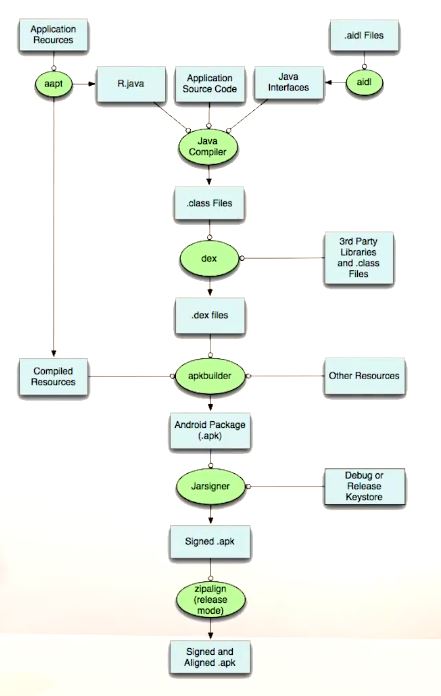 Application
Recurces
.aidl Files
aapt
R.java
Application
Source Code
Java
Interfaces
aidl
Java
Compiler
.class Files
dex
3rd Party
Libraries
and .class
Files
.dex files
Compiled
Resources
apkbuilder
Other Resources
Android Package
(.apk)
Jarsigner
Debug or
Release
Keystore
Signed .apk
zipalign
(release
mode)
Signed and
Aligned .apk